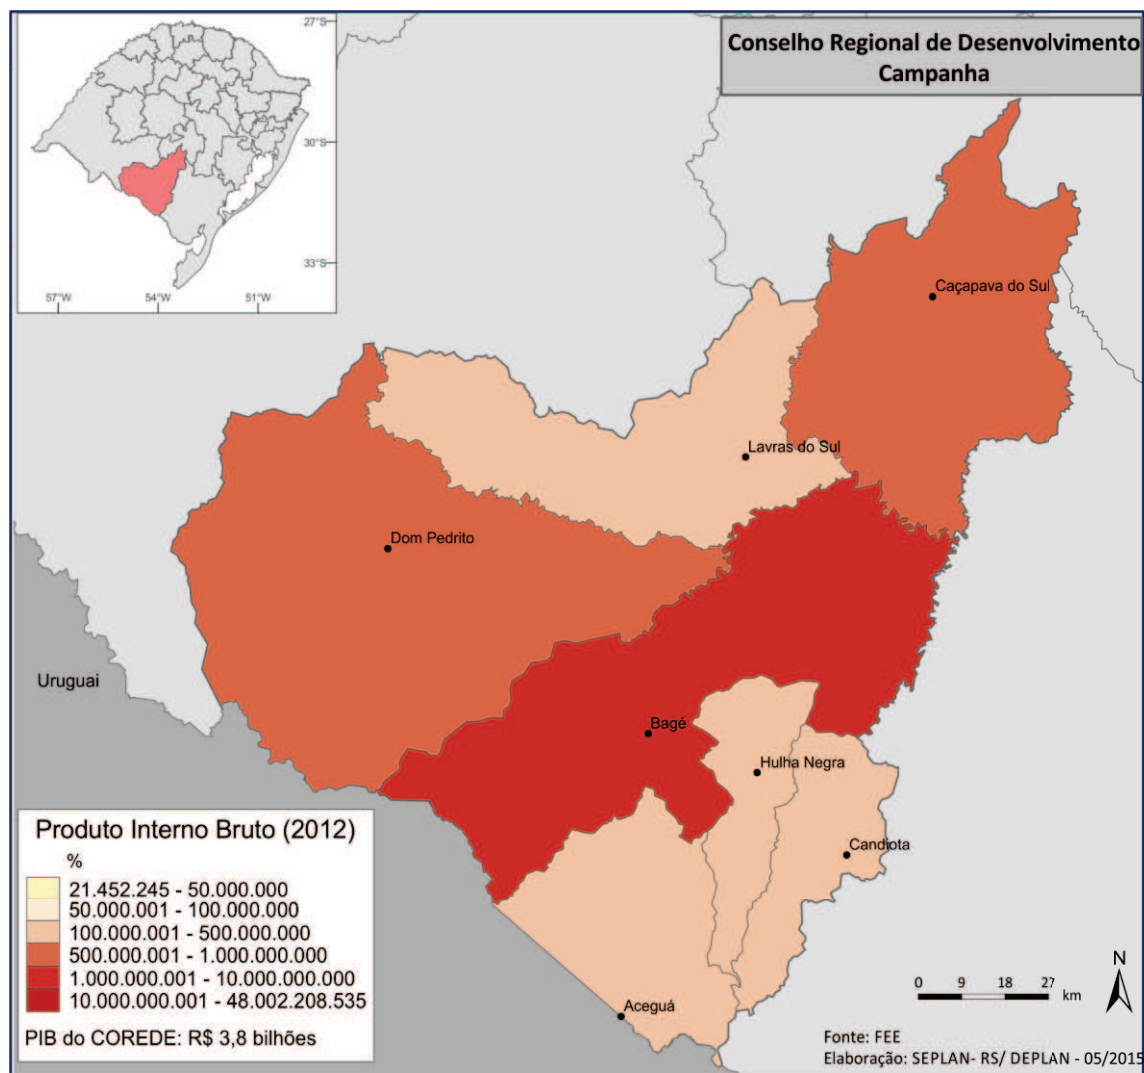 Conselho Regional de Desenvolvimento
Campanha
27°S
30°S
33°S
57°W
54°W
51°W
Caçapava do Sul
Lavras do Sul
Dom Pedrito
Uruguai
Bagé
Hulha Negra
Candiota
Aceguá
Produto Interno Bruto (2012)
%
21.452.245 - 50.000.000
50.000.001 - 100.000.000
100.000.001 - 500.000.000
500.000.001 - 1.000.000.000
1.000.000.001 - 10.000.000.000
10.000.000.001 - 48.002.208.535
PIB do COREDE: R$ 3,8 bilhões
N
0 9 18 27
km
Fonte: FEE
Elaboração: SEPLAN- RS/ DEPLAN - 05/2015